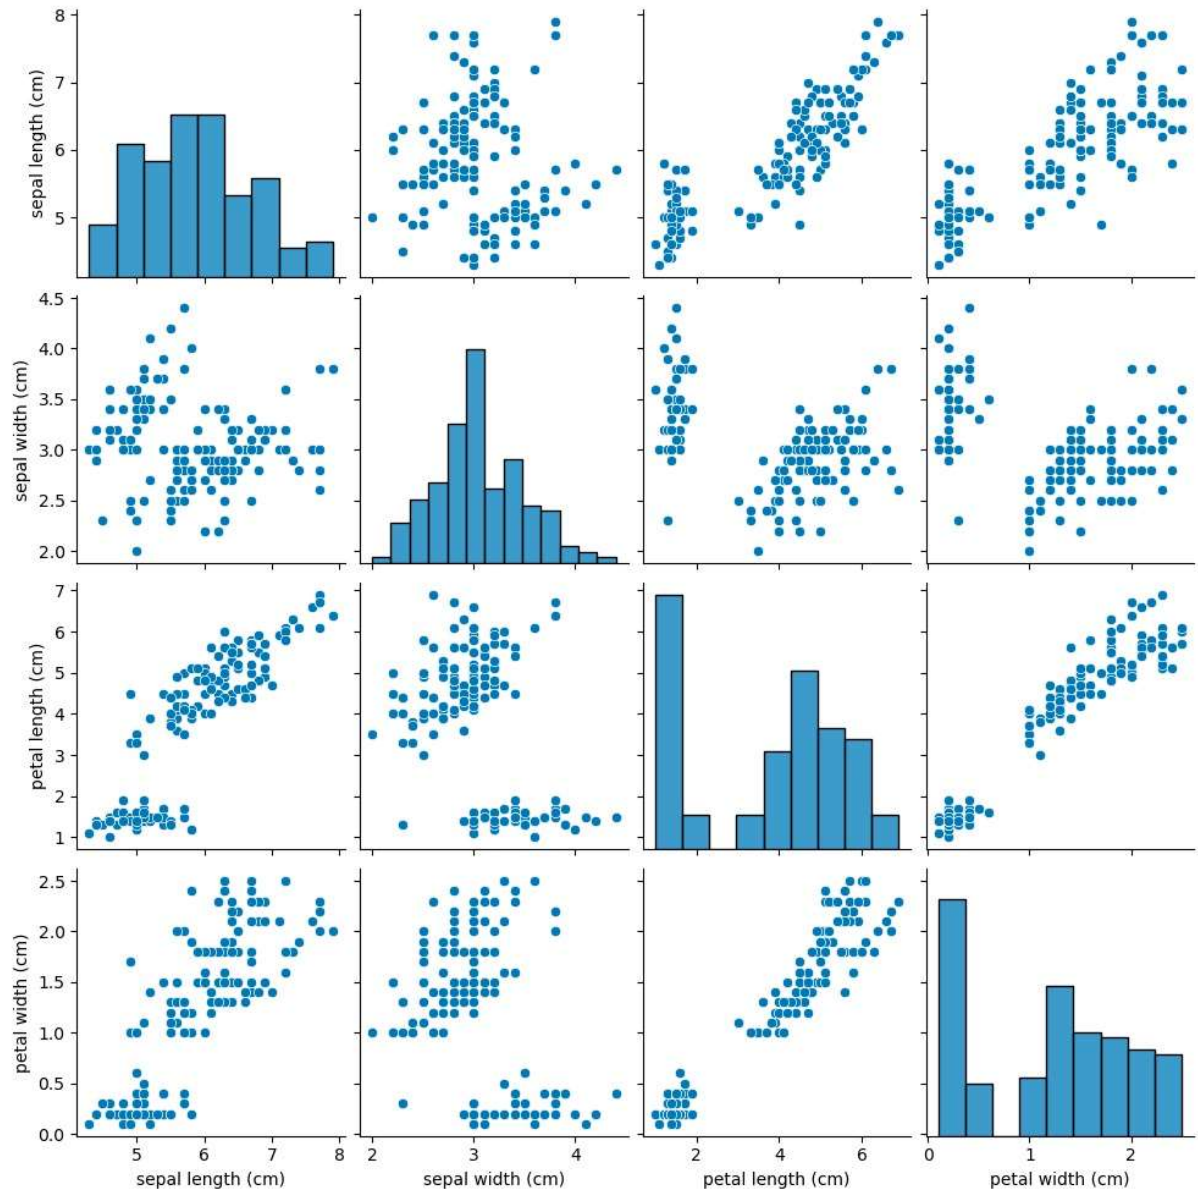 8
7
6
5
sepal length (cm)
4.5
4.0
3.5
3.0
2.5
2.0
sepal width (cm)
7
6
5
4
3
2
1
petal length (cm)
2.5
2.0
1.5
1.0
0.5
0.0
petal width (cm)
5 6 7 8
sepal length (cm)
2 3 4
sepal width (cm)
2 4 6
petal length (cm)
0 1 2
petal width (cm)